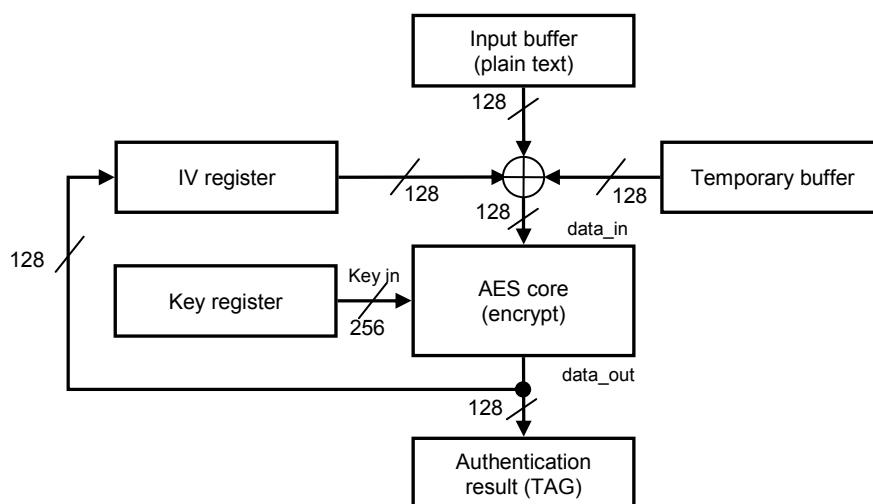 Input buffer
(plain text)
128
IV register
128
128
Temporary buffer
128
data_in
128
Key register
Key in
256
AES core
(encrypt)
data_out
128
Authentication
result (TAG)